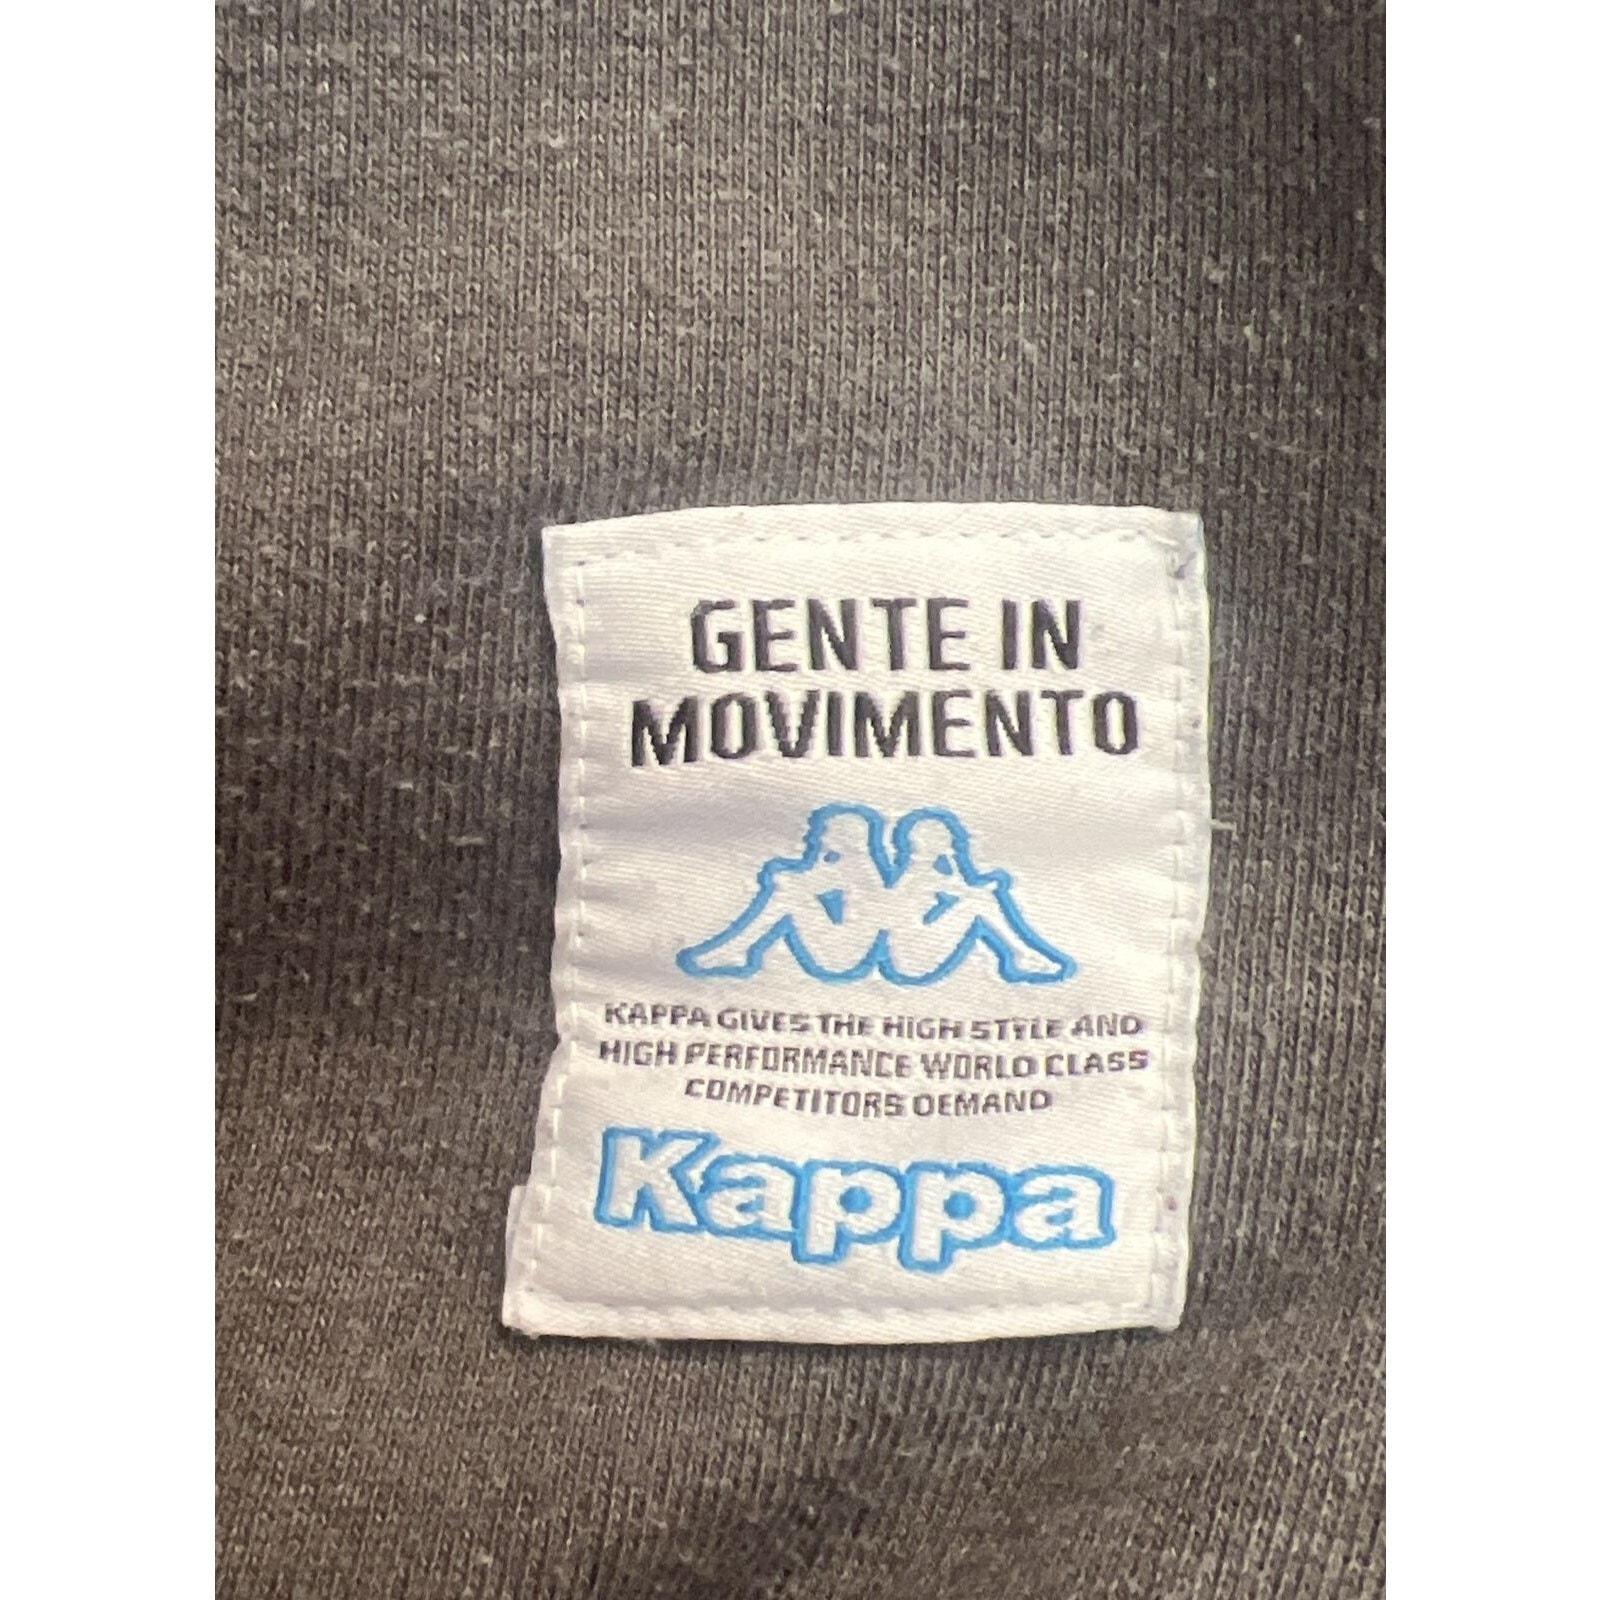 GENTE IN
MOVIMENTO
KAPPA GIVES THE HIGH STYLE AND
HIGH PERFORMANCE WORLD CLASS
COMPETITORS DEMAND
Kappa